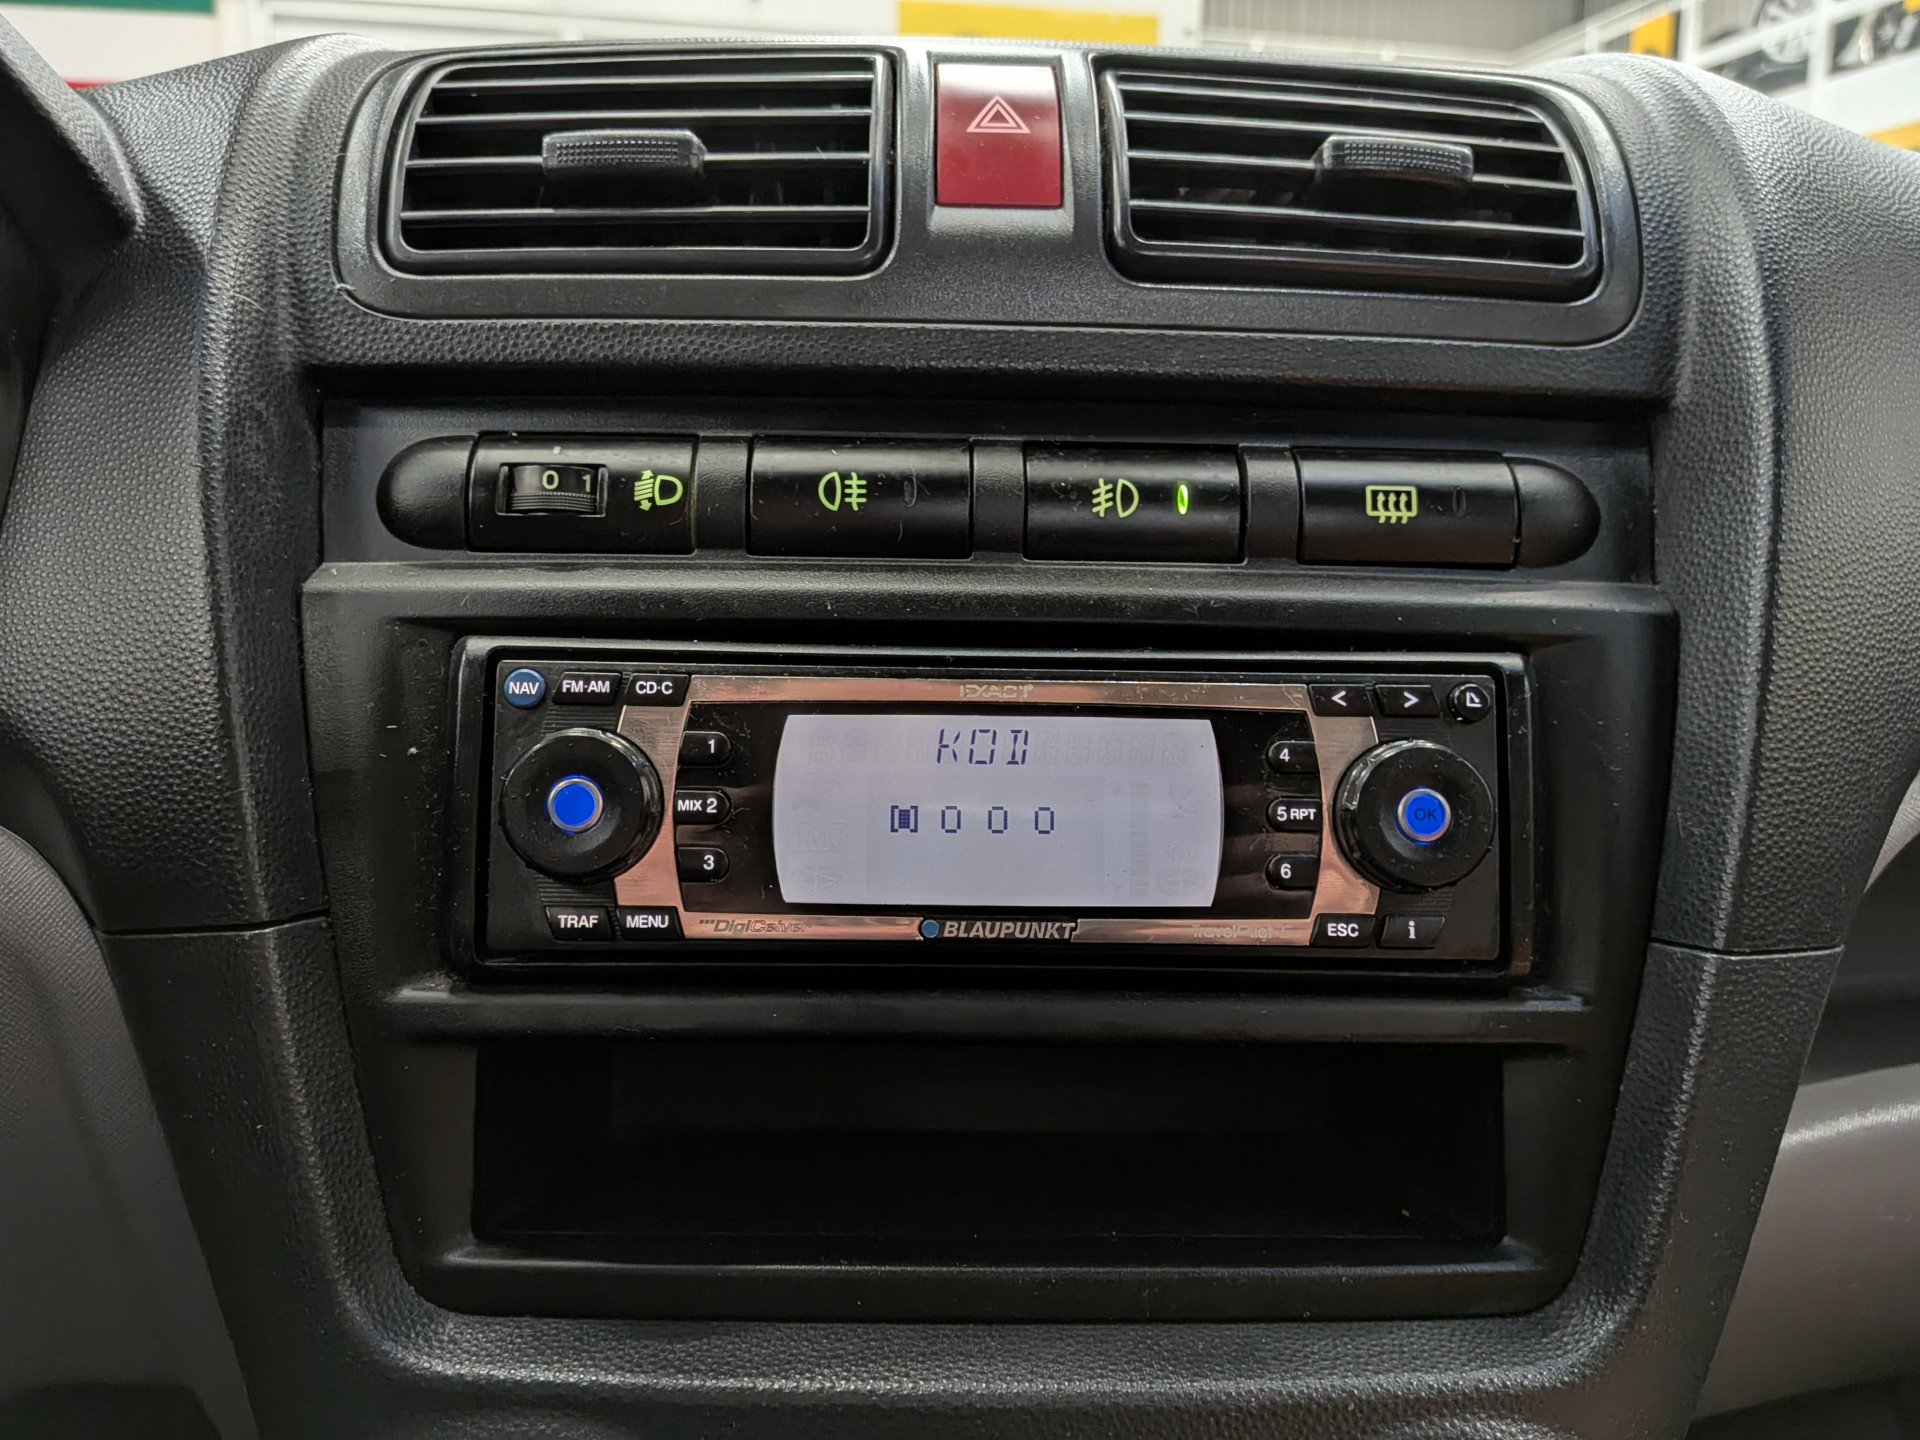 0 1
NAV FM·AM CD·C EXACT < >
KOD
1 4
0 0 0
MIX 2 5 RPT
OK
3 6
TRAF MENU DigiCeiver BLAUPUNKT TravelPilot E ESC i